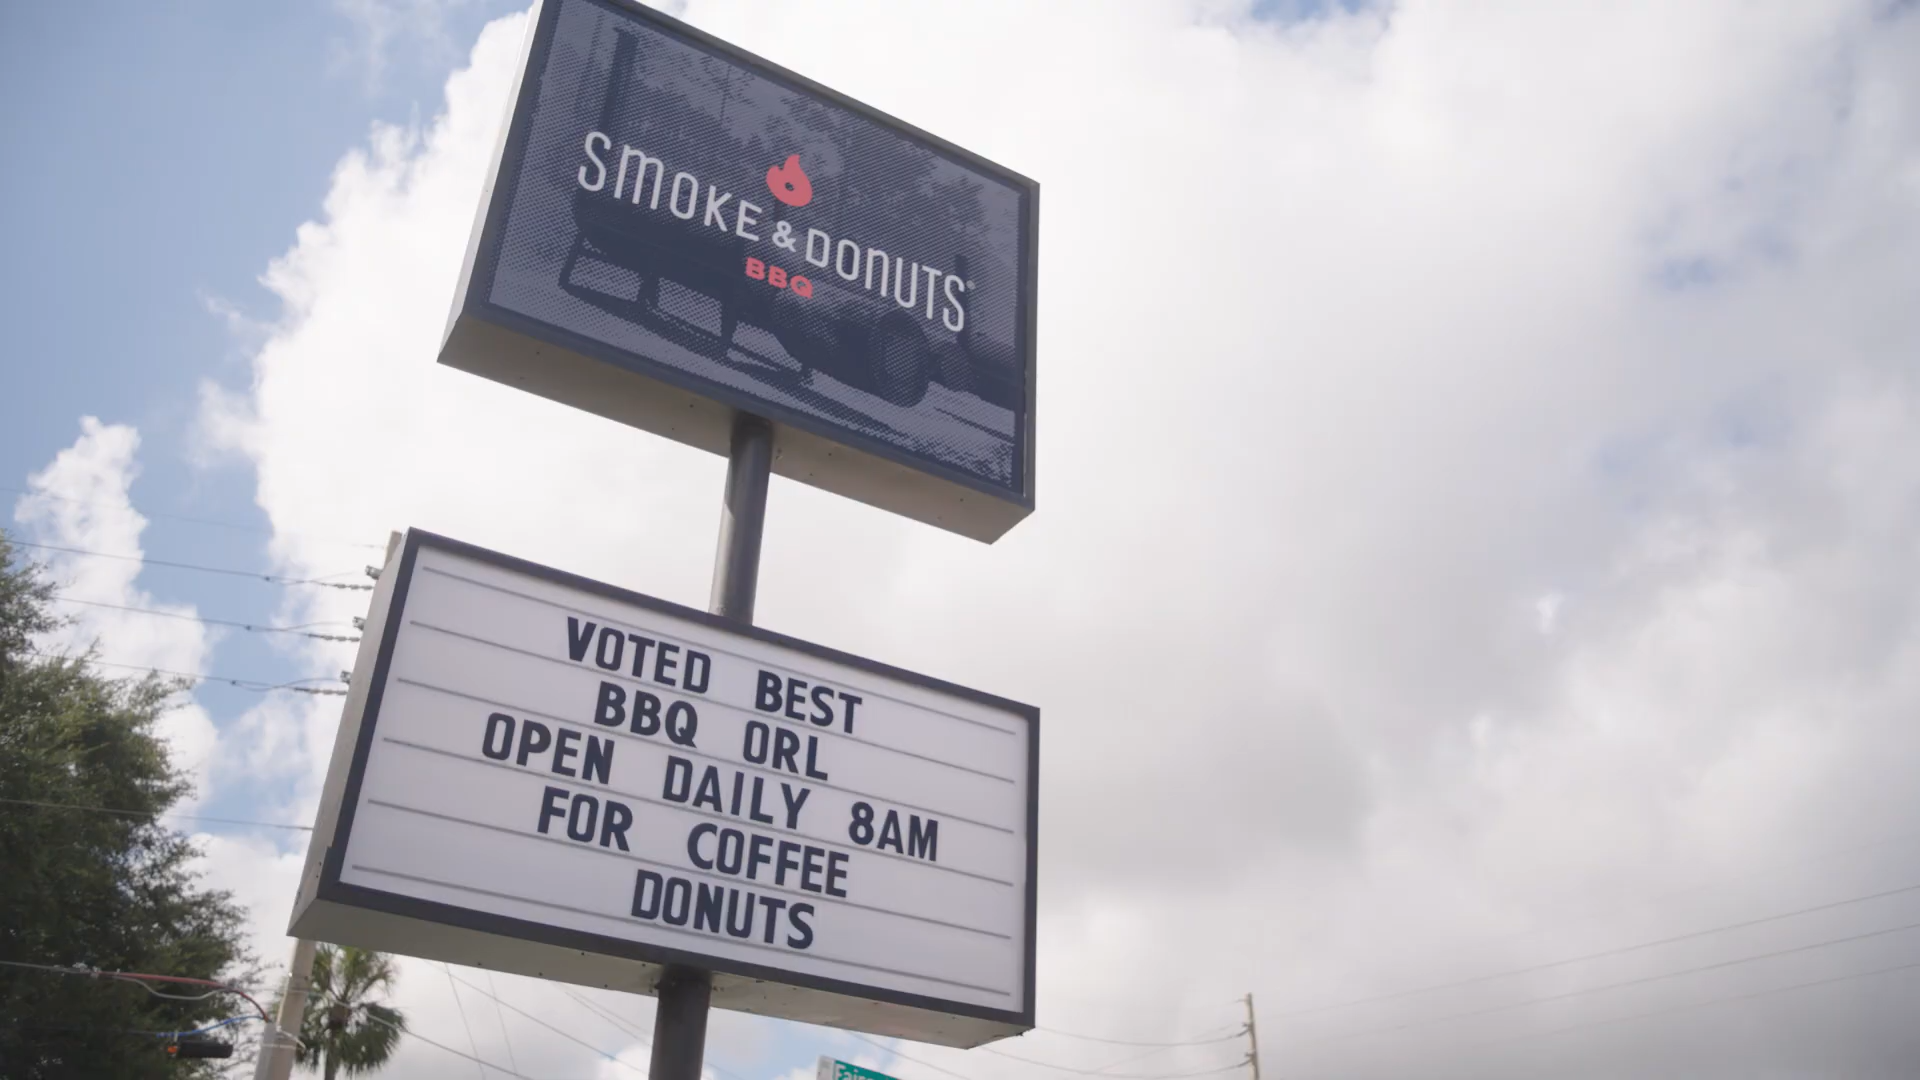 SMOKE & DONUTS
BBQ
VOTED BEST
BBQ ORL
OPEN DAILY 8AM
FOR COFFEE
DONUTS